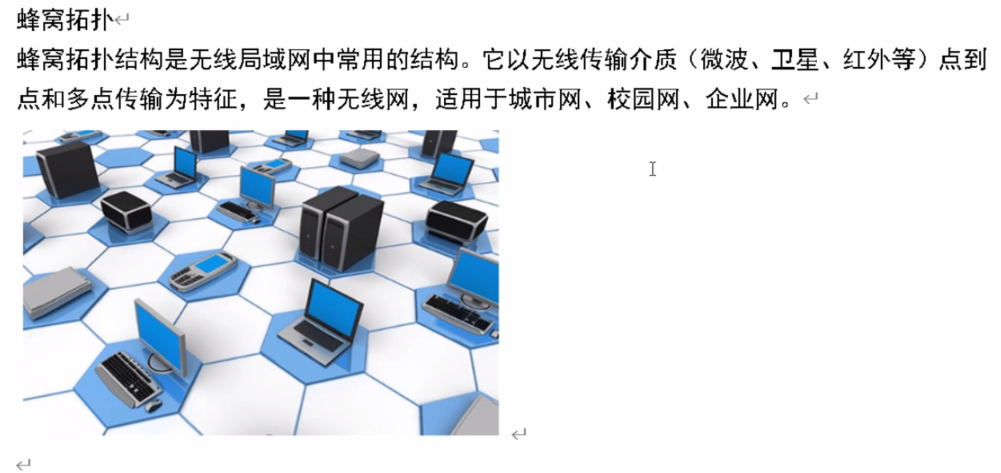 蜂窝拓扑
蜂窝拓扑结构是无线局域网中常用的结构。它以无线传输介质（微波、卫星、红外等）点到
点和多点传输为特征，是一种无线网，适用于城市网、校园网、企业网。